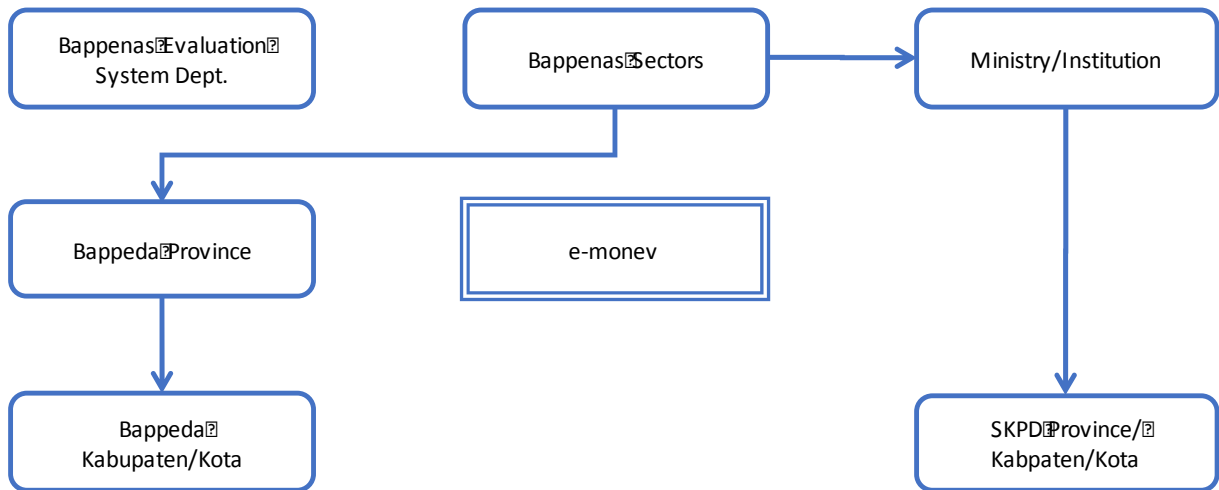 Bappenas Evaluation
System Dept.
Bappenas Sectors
Ministry/Institution
Bappeda Province
e-monev
Bappeda
Kabupaten/Kota
SKPD Province/
Kabpaten/Kota